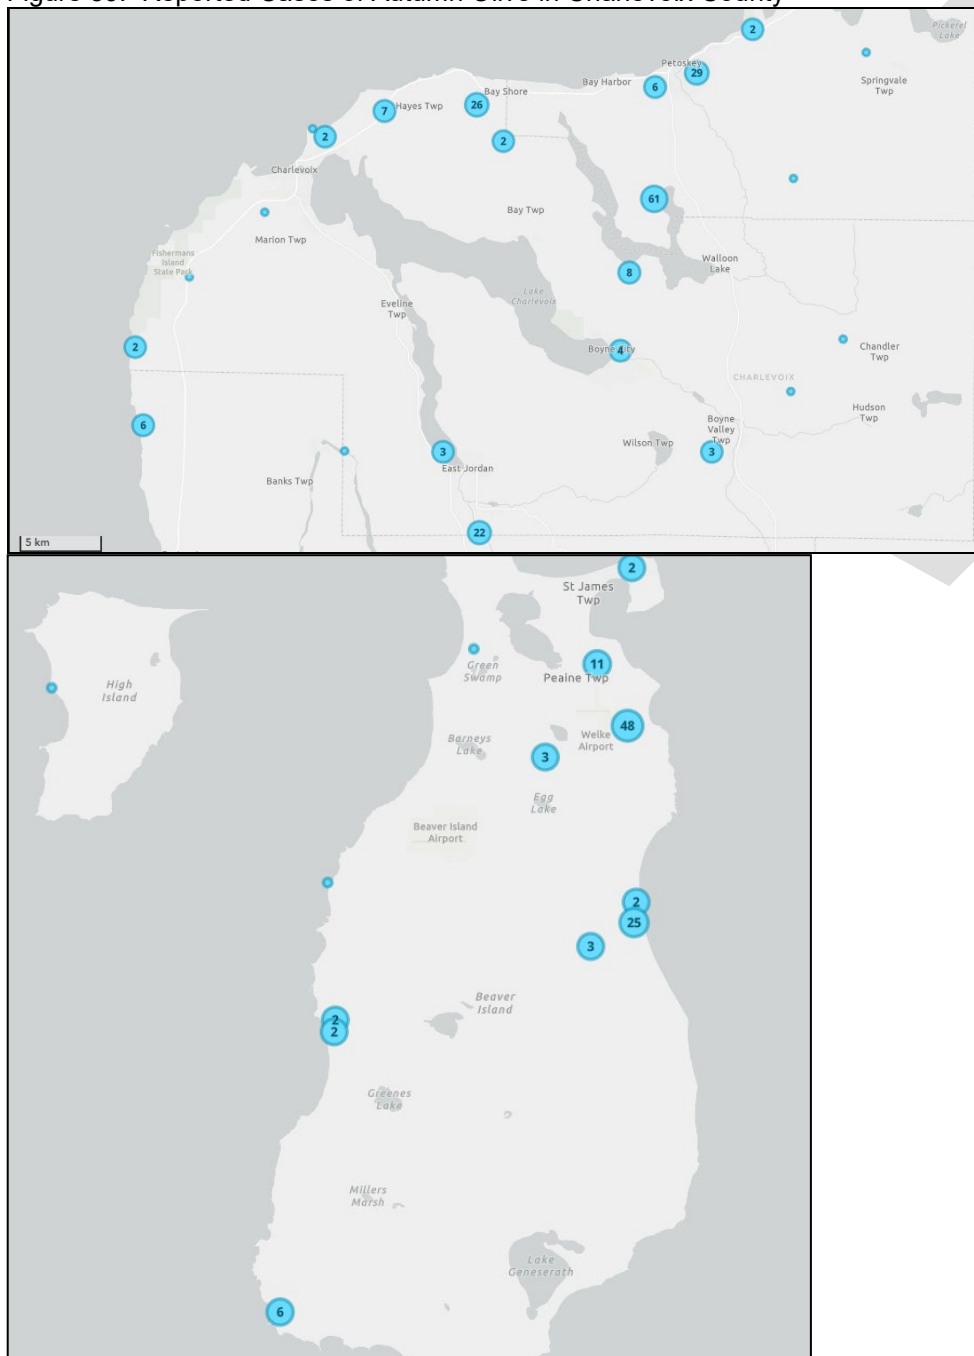 2
Pickerel
Lake
Petoskey
29
Springvale
Twp
Bay Harbor
6
Bay Shore
26
7
Hayes Twp
2
2
Charlevoix
61
Bay Twp
Marion Twp
Fishermans
Island
State Park
Walloon
Lake
8
Lake
Charlevoix
Eveline
Twp
2
Boyne City
4
Chandler
Twp
CHARLEVOIX
Hudson
Twp
6
Boyne
Valley
Twp
3
Wilson Twp
3
East Jordan
Banks Twp
22
5 km
2
St James
Twp
Green
Swamp
11
Peaine Twp
High
Island
48
Welke
Airport
Barneys
Lake
3
Egg
Lake
Beaver Island
Airport
2
25
3
Beaver
Island
2
2
Greenes
Lake
Millers
Marsh
Lake
Geneserath
6